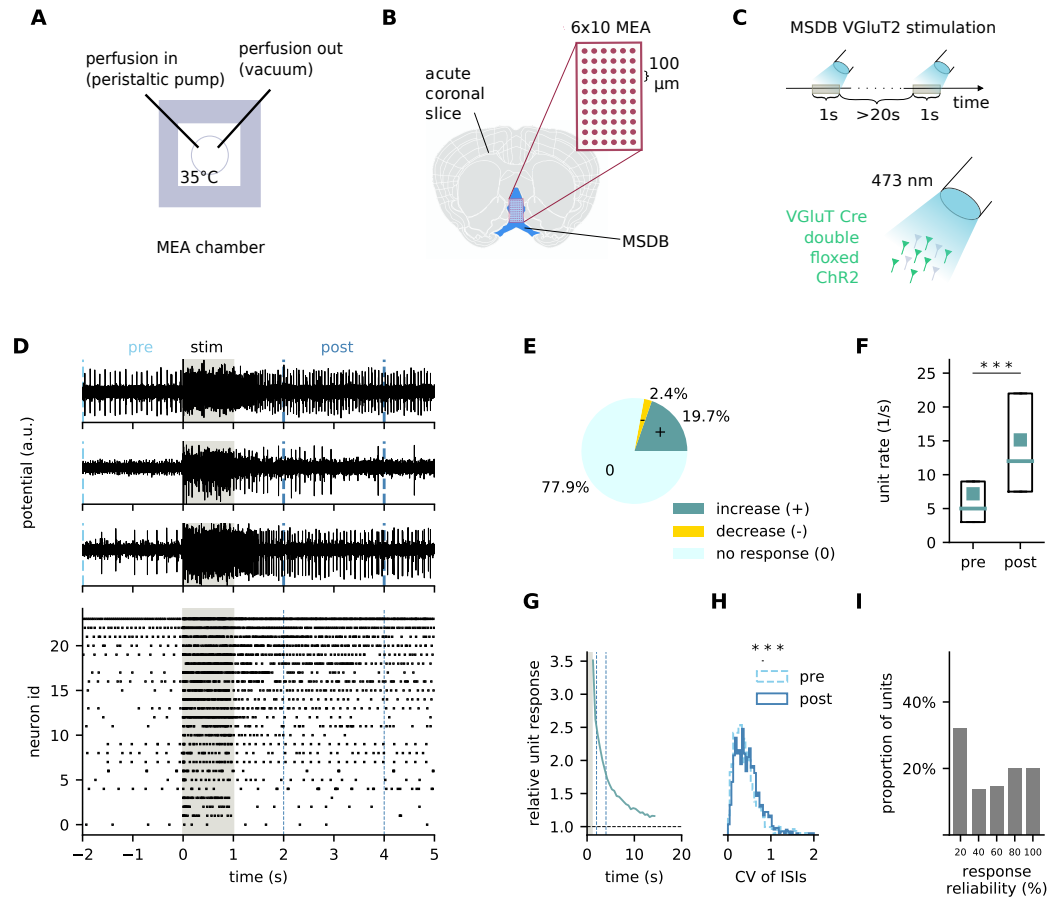 A
perfusion in
(peristaltic pump)
perfusion out
(vacuum)
35°C
MEA chamber
B
6x10 MEA
acute
coronal
slice
} 100
μm
MSDB
C
MSDB VGluT2 stimulation
1s
>20s
1s
time
473 nm
VGluT Cre
double
floxed
ChR2
D
pre
stim
post
potential (a.u.)
neuron id
20
15
10
5
0
−2 −1 0 1 2 3 4 5
time (s)
E
2.4%
19.7%
77.9%
-
+
0
increase (+)
decrease (-)
no response (0)
F
***
unit rate (1/s)
25
20
15
10
5
0
pre post
G
relative unit response
3.5
3.0
2.5
2.0
1.5
1.0
0 10 20
time (s)
H
***
pre
post
0 1 2
CV of ISIs
I
proportion of units
40%
20%
20 40 60 80 100
response
reliability (%)